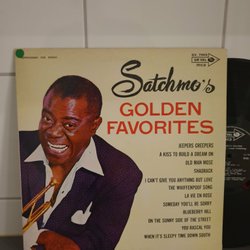 Satchmo's
GOLDEN
FAVORITES
JEEPERS CREEPERS
A KISS TO BUILD A DREAM ON
OLD MAN MOSE
SHADRACK
I CAN'T GIVE YOU ANYTHING BUT LOVE
THE WHIFFENPOOF SONG
LA VIE EN ROSE
SOMEDAY YOU'LL BE SORRY
BLUEBERRY HILL
ON THE SUNNY SIDE OF THE STREET
YOU RASCAL YOU
WHEN IT'S SLEEPY TIME DOWN SOUTH